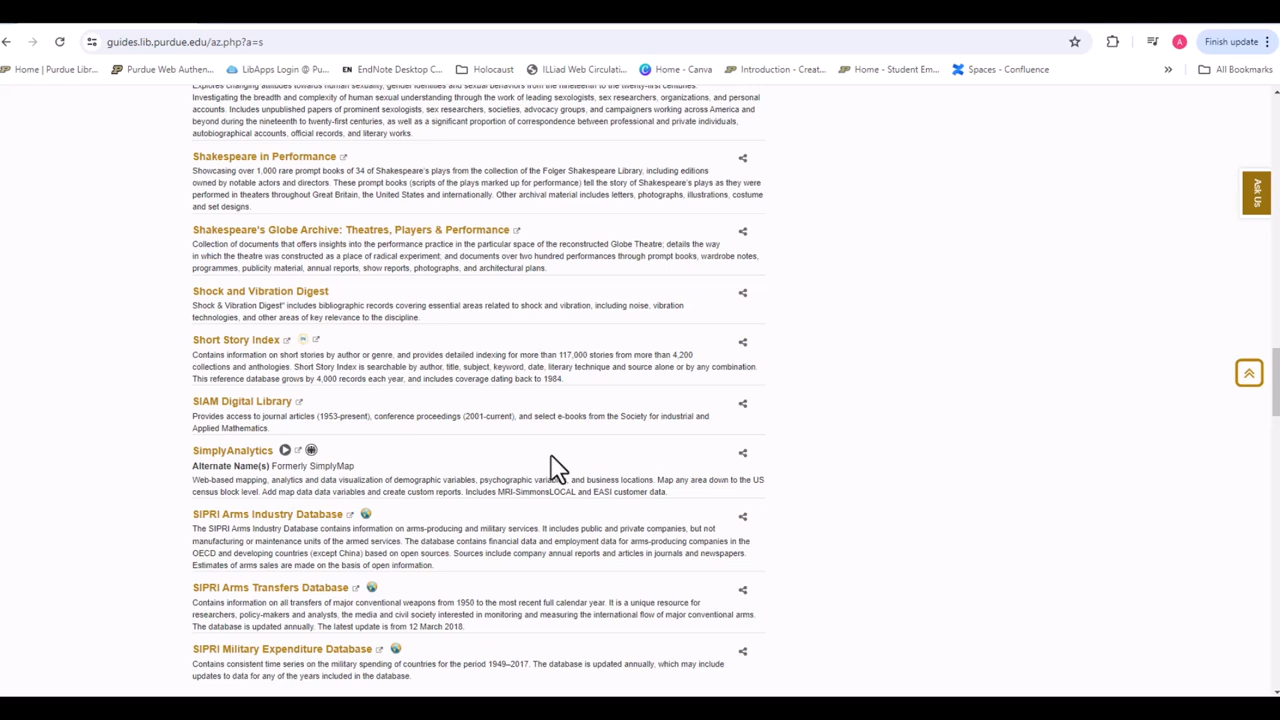 guides.lib.purdue.edu/az.php?a=s
A
Finish update
Home | Purdue Libr...
Purdue Web Authen...
LibApps Login @ Pu...
EN EndNote Desktop C...
Holocaust
ILLiad Web Circulati...
Home - Canva
Introduction - Creat...
Home - Student Em...
Spaces - Confluence
»
All Bookmarks
Explores changing attitudes towards human sexuality, gender identities and sexual behaviors from the nineteenth to the twenty-first centuries.
Investigating the breadth and complexity of human sexual understanding through the work of leading sexologists, sex researchers, organizations, and personal
accounts. Includes unpublished papers of prominent sexologists, sex researchers, societies, advocacy groups, and campaigners working across America and
beyond during the nineteenth to twenty-first centuries, as well as a significant proportion of correspondence between professional and private individuals,
autobiographical accounts, official records, and literary works.
Shakespeare in Performance
Showcasing over 1,000 rare prompt books of 34 of Shakespeare's plays from the collection of the Folger Shakespeare Library, including editions
owned by notable actors and directors. These prompt books (scripts of the plays marked up for performance) tell the story of Shakespeare's plays as they were
performed in theaters throughout Great Britain, the United States and internationally. Other archival material includes letters, photographs, illustrations, costume
and set designs.
Shakespeare's Globe Archive: Theatres, Players & Performance
Collection of documents that offers insights into the performance practice in the particular space of the reconstructed Globe Theatre; details the way
in which the theatre was constructed as a place of radical experiment; and documents over two hundred performances through prompt books, wardrobe notes,
programmes, publicity material, annual reports, show reports, photographs, and architectural plans.
Shock and Vibration Digest
Shock & Vibration Digest" includes bibliographic records covering essential areas related to shock and vibration, including noise, vibration
technologies, and other areas of key relevance to the discipline.
Short Story Index
Contains information on short stories by author or genre, and provides detailed indexing for more than 117,000 stories from more than 4,200
collections and anthologies. Short Story Index is searchable by author, title, subject, keyword, date, literary technique and source alone or by any combination.
This reference database grows by 4,000 records each year, and includes coverage dating back to 1984.
SIAM Digital Library
Provides access to journal articles (1953-present), conference proceedings (2001-current), and select e-books from the Society for industrial and
Applied Mathematics.
SimplyAnalytics
Alternate Name(s) Formerly SimplyMap
Web-based mapping, analytics and data visualization of demographic variables, psychographic and business locations. Map any area down to the US
census block level. Add map data data variables and create custom reports. Includes MRI-SimmonsLOCAL and EASI customer data.
SIPRI Arms Industry Database
The SIPRI Arms Industry Database contains information on arms-producing and military services. It includes public and private companies, but not
manufacturing or maintenance units of the armed services. The database contains financial data and employment data for arms-producing companies in the
OECD and developing countries (except China) based on open sources. Sources include company annual reports and articles in journals and newspapers.
Estimates of arms sales are made on the basis of open information.
SIPRI Arms Transfers Database
Contains information on all transfers of major conventional weapons from 1950 to the most recent full calendar year. It is a unique resource for
researchers, policy-makers and analysts, the media and civil society interested in monitoring and measuring the international flow of major conventional arms.
The database is updated annually. The latest update is from 12 March 2018.
SIPRI Military Expenditure Database
Contains consistent time series on the military spending of countries for the period 1949–2017. The database is updated annually, which may include
updates to data for any of the years included in the database.
Ask Us